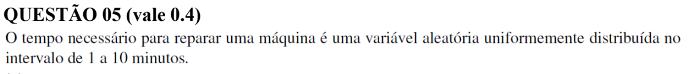 QUESTÃO 05 (vale 0.4)
O tempo necessário para reparar uma máquina é uma variável aleatória uniformemente distribuída no
intervalo de 1 a 10 minutos.